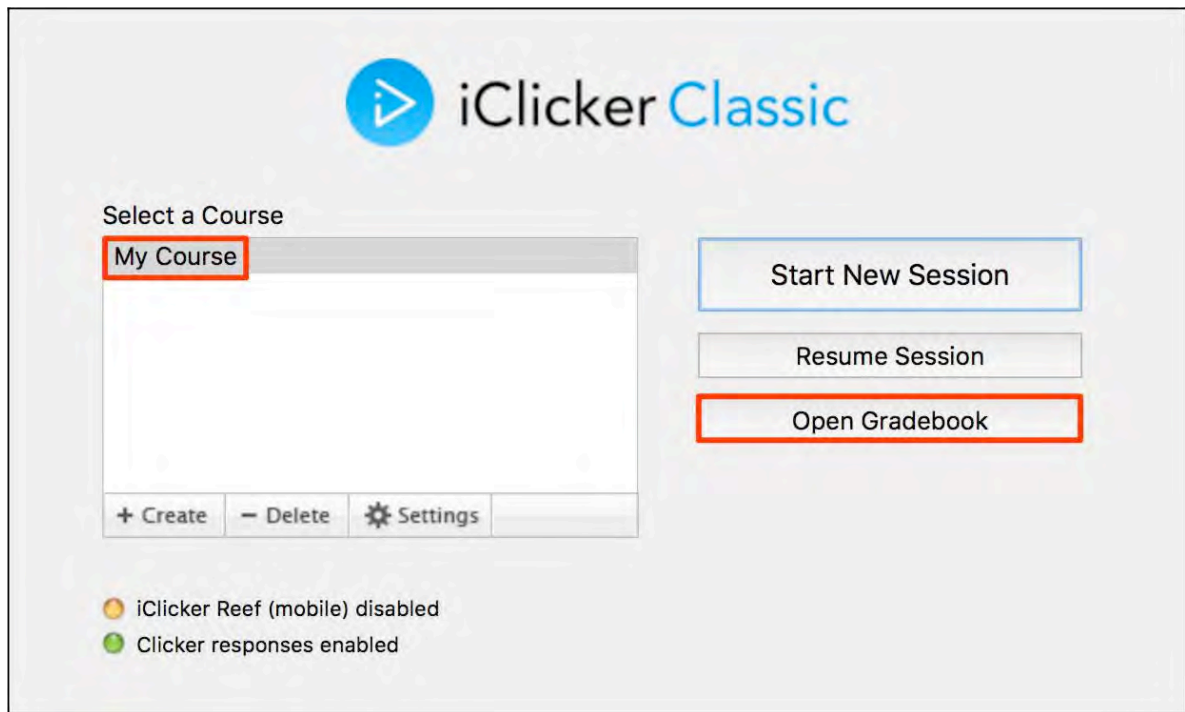 iClicker Classic
Select a Course
My Course
Start New Session
Resume Session
Open Gradebook
+ Create
− Delete
Settings
iClicker Reef (mobile) disabled
Clicker responses enabled